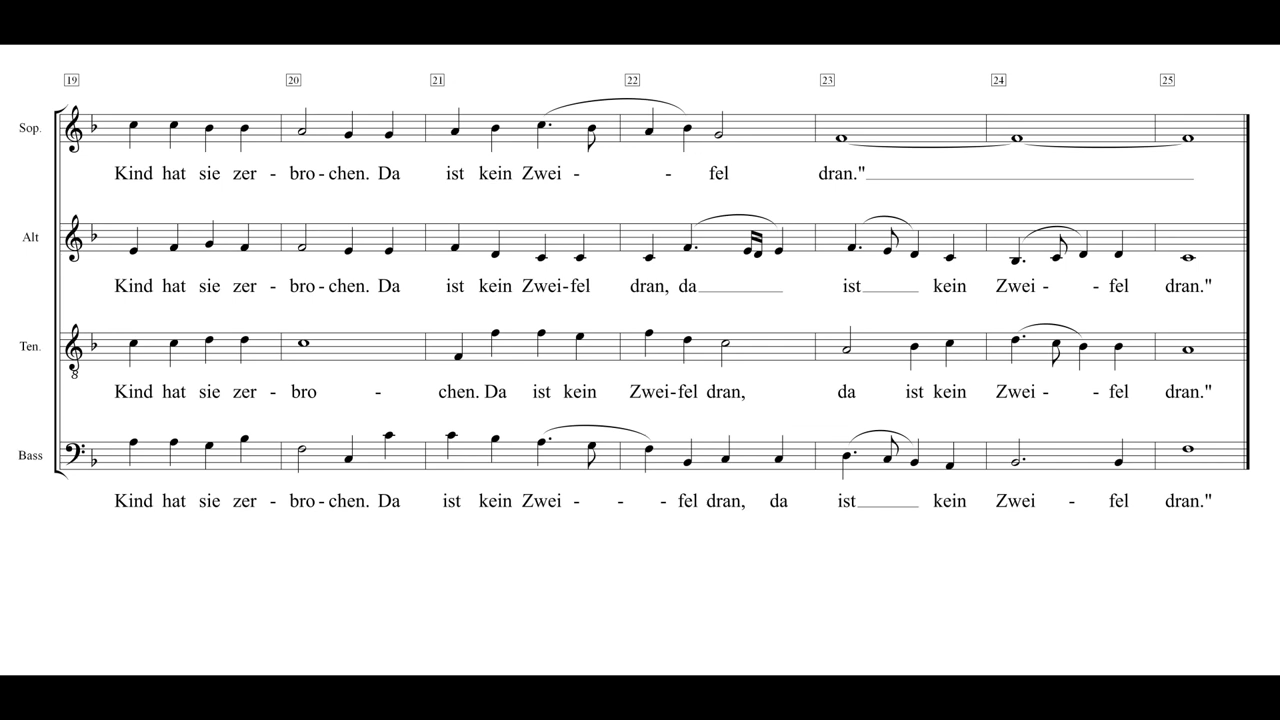 19 20 21 22 23 24 25
Sop.
Kind hat sie zer - bro - chen. Da ist kein Zwei - - fel dran."
Alt
Kind hat sie zer - bro - chen. Da ist kein Zwei - fel dran, da ist kein Zwei - - fel dran."
Ten.
8
Kind hat sie zer - bro - chen. Da ist kein Zwei - fel dran, da ist kein Zwei - - fel dran."
Bass
Kind hat sie zer - bro - chen. Da ist kein Zwei - - - fel dran, da ist kein Zwei - fel dran."